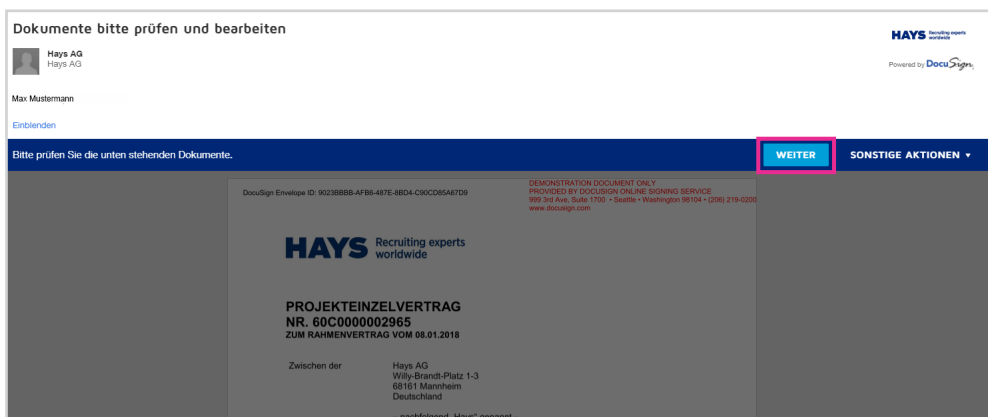 Dokumente bitte prüfen und bearbeiten
HAYS Recruiting experts worldwide
Hays AG
Hays AG
Powered by DocuSign
Max Mustermann
Einblenden
Bitte prüfen Sie die unten stehenden Dokumente.
WEITER
SONSTIGE AKTIONEN
DocuSign Envelope ID: 9023BBBB-AFB6-487E-8BD4-C90CD85A67D9
DEMONSTRATION DOCUMENT ONLY
PROVIDED BY DOCUSIGN ONLINE SIGNING SERVICE
999 3rd Ave, Suite 1700 • Seattle • Washington 98104 • (206) 219-0200
www.docusign.com
HAYS Recruiting experts
worldwide
PROJEKTEINZELVERTRAG
NR. 60C0000002965
ZUM RAHMENVERTRAG VOM 08.01.2018
Zwischen der Hays AG
Willy-Brandt-Platz 1-3
68161 Mannheim
Deutschland
- nachfolgend „Hays" genannt -